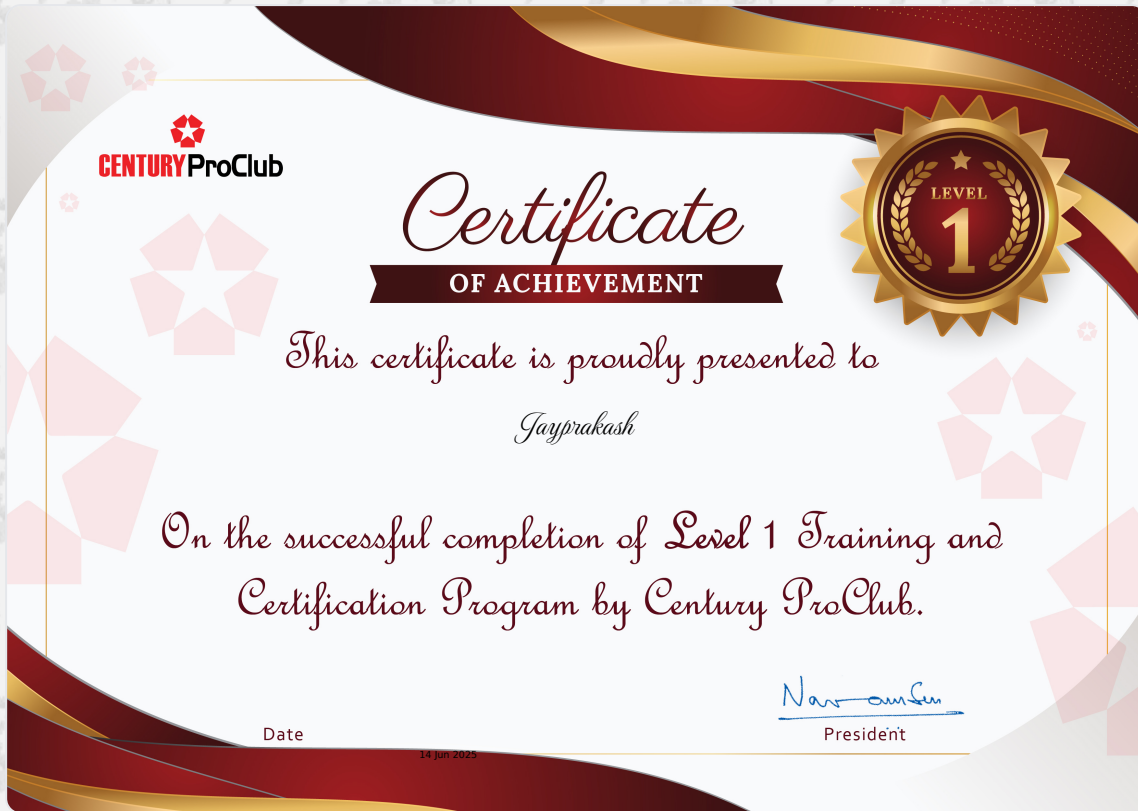 CENTURY ProClub
LEVEL
1
Certificate
OF ACHIEVEMENT
This certificate is proudly presented to
Jayprakash
On the successful completion of Level 1 Training and
Certification Program by Century ProClub.
Date
President
14 Jun 2025